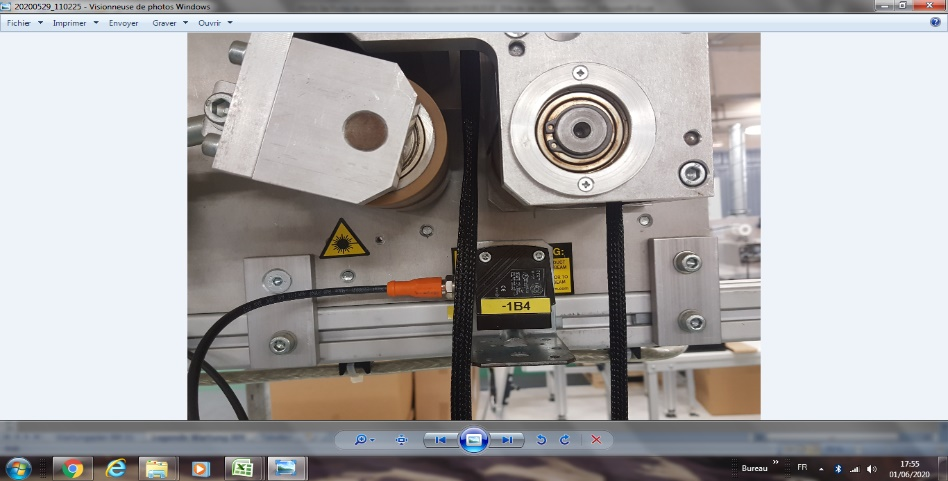 20200529_110225 - Visionneuse de photos Windows
Fichier Imprimer Envoyer Graver Ouvrir
G:
-1B4
Bureau
FR
17:55
01/06/2020